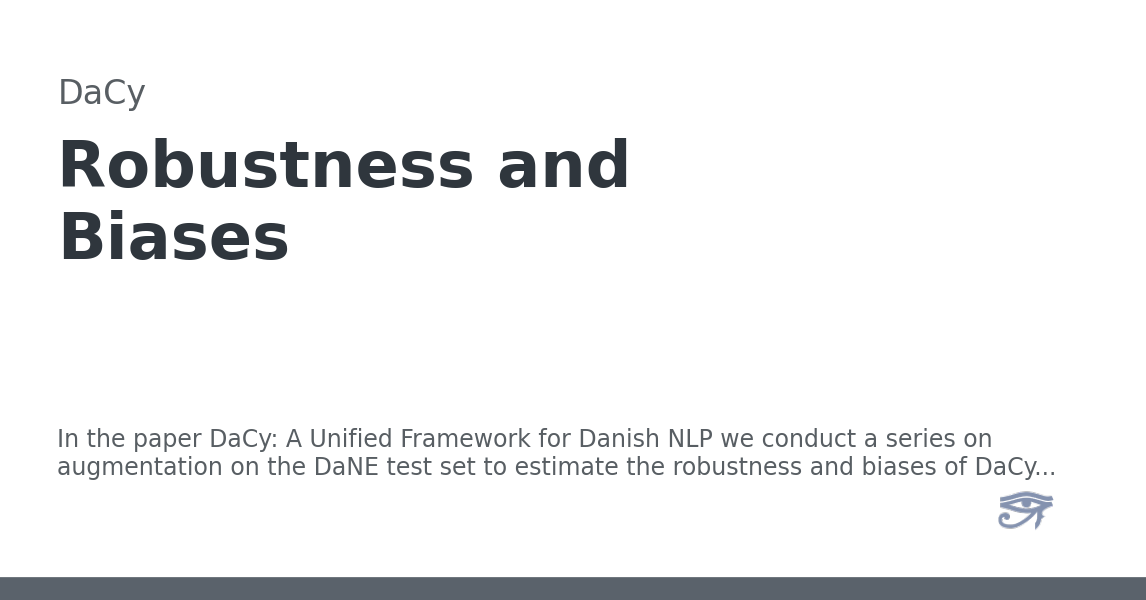 DaCy
Robustness and
Biases
In the paper DaCy: A Unified Framework for Danish NLP we conduct a series on
augmentation on the DaNE test set to estimate the robustness and biases of DaCy...